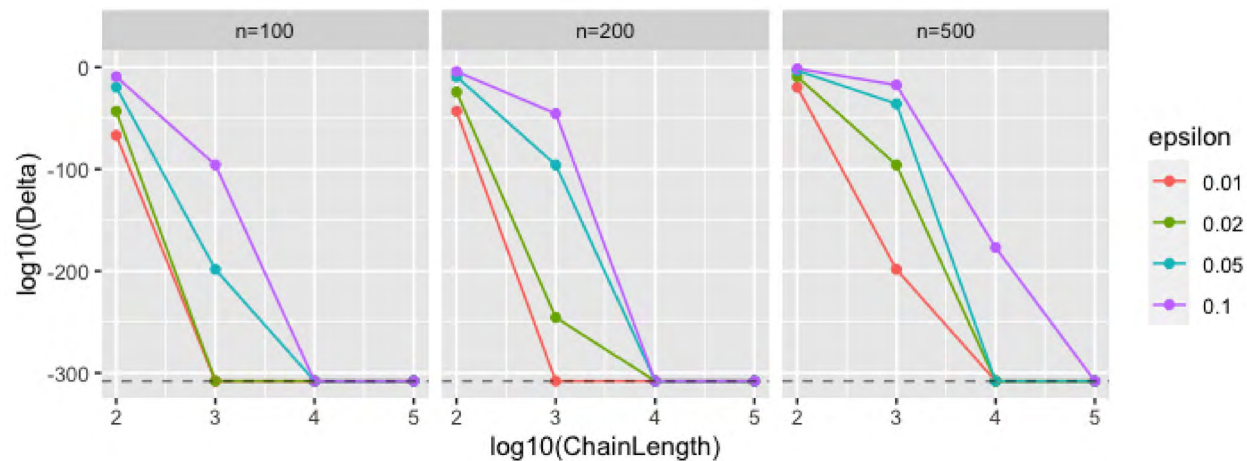 n=100 n=200 n=500
0
-100
-200
-300
log10(Delta)
2 3 4 5 2 3 4 5 2 3 4 5
log10(ChainLength)
epsilon
0.01
0.02
0.05
0.1